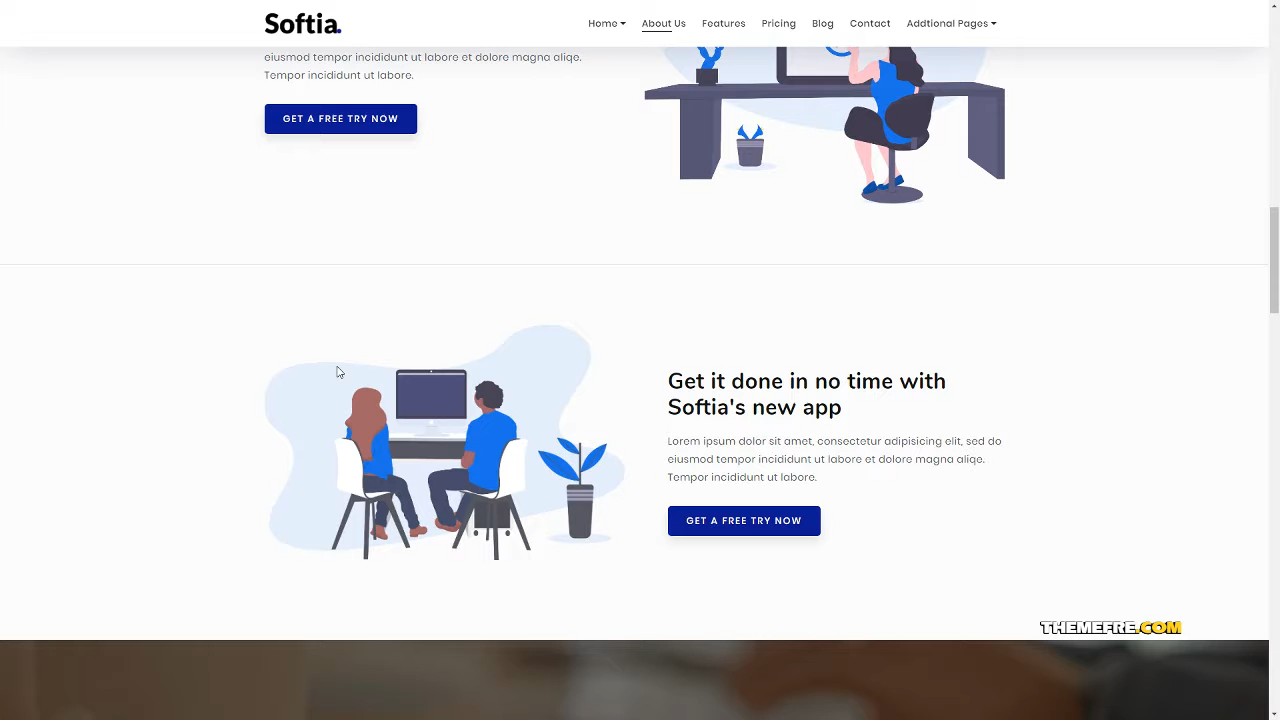 Softia.
Home About Us Features Pricing Blog Contact Addtional Pages
eiusmod tempor incididunt ut labore et dolore magna aliqe.
Tempor incididunt ut labore.
GET A FREE TRY NOW
Get it done in no time with
Softia's new app
Lorem ipsum dolor sit amet, consectetur adipisicing elit, sed do
eiusmod tempor incididunt ut labore et dolore magna aliqe.
Tempor incididunt ut labore.
GET A FREE TRY NOW
THEMEFRE.COM